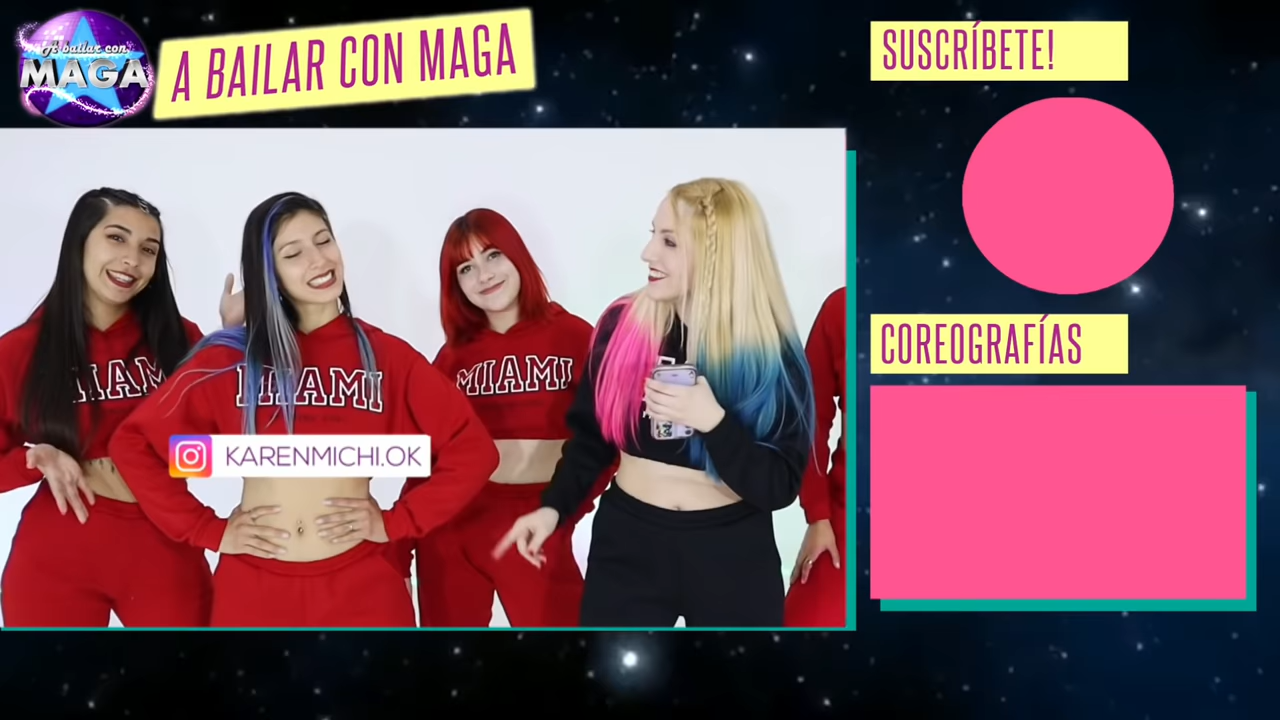 A bailar con
MAGA
A BAILAR CON MAGA
SUSCRÍBETE!
MIAMI
MIAMI
MIAMI
KARENMICHI.OK
COREOGRAFÍAS